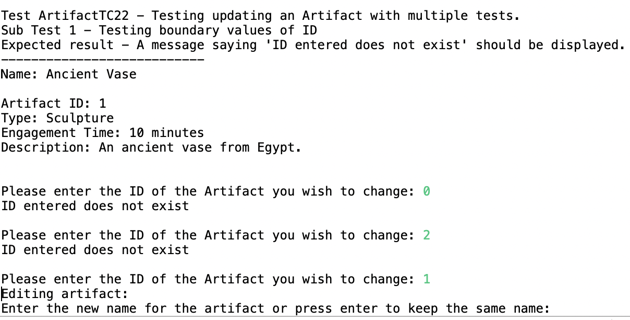 Test ArtifactTC22 – Testing updating an Artifact with multiple tests.
Sub Test 1 – Testing boundary values of ID
Expected result – A message saying 'ID entered does not exist' should be displayed.
---------------------------
Name: Ancient Vase
Artifact ID: 1
Type: Sculpture
Engagement Time: 10 minutes
Description: An ancient vase from Egypt.
Please enter the ID of the Artifact you wish to change: 0
ID entered does not exist
Please enter the ID of the Artifact you wish to change: 2
ID entered does not exist
Please enter the ID of the Artifact you wish to change: 1
Editing artifact:
Enter the new name for the artifact or press enter to keep the same name: